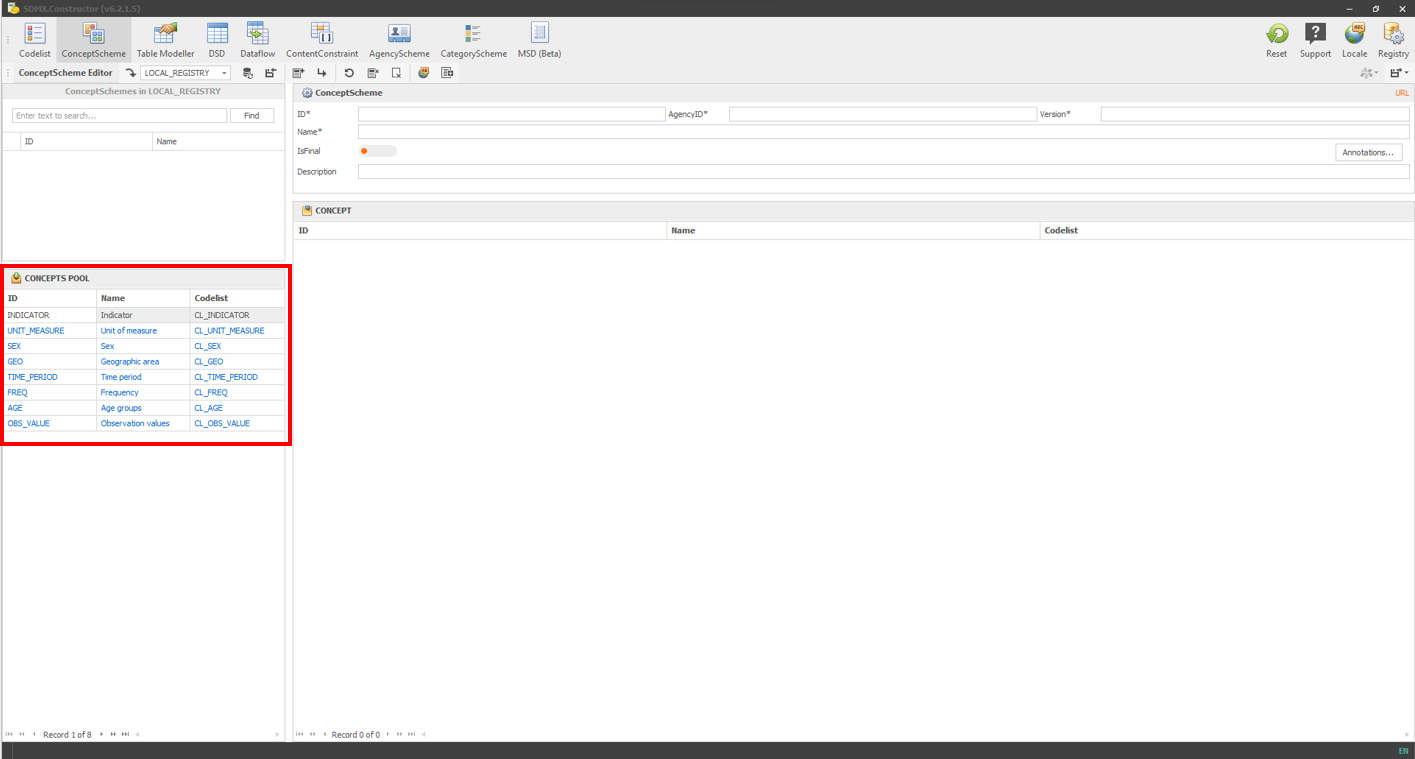 SDMX.Constructor (v6.2.1.5)
Codelist ConceptScheme Table Modeller DSD Dataflow ContentConstraint AgencyScheme CategoryScheme MSD (Beta) Reset Support Locale Registry
ConceptScheme Editor LOCAL_REGISTRY
ConceptSchemes in LOCAL_REGISTRY
Enter text to search... Find
ID Name
ConceptScheme URL
ID* AgencyID* Version*
Name*
IsFinal Annotations...
Description
CONCEPT
ID Name Codelist
CONCEPTS POOL
ID Name Codelist
INDICATOR Indicator CL_INDICATOR
UNIT_MEASURE Unit of measure CL_UNIT_MEASURE
SEX Sex CL_SEX
GEO Geographic area CL_GEO
TIME_PERIOD Time period CL_TIME_PERIOD
FREQ Frequency CL_FREQ
AGE Age groups CL_AGE
OBS_VALUE Observation values CL_OBS_VALUE
Record 1 of 8 Record 0 of 0
EN